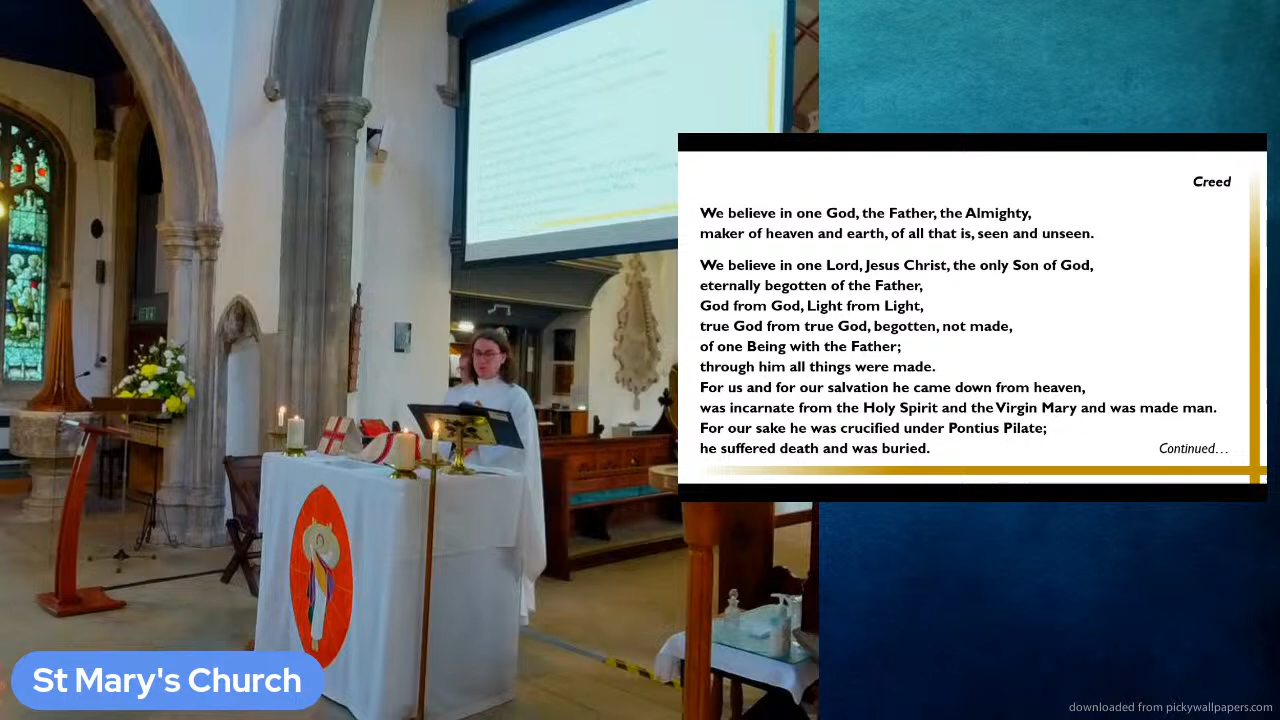 Creed
We believe in one God, the Father, the Almighty,
maker of heaven and earth, of all that is, seen and unseen.
We believe in one Lord, Jesus Christ, the only Son of God,
eternally begotten of the Father,
God from God, Light from Light,
true God from true God, begotten, not made,
of one Being with the Father;
through him all things were made.
For us and for our salvation he came down from heaven,
was incarnate from the Holy Spirit and the Virgin Mary and was made man.
For our sake he was crucified under Pontius Pilate;
he suffered death and was buried.
Continued…
St Mary's Church
downloaded from pickywallpapers.com